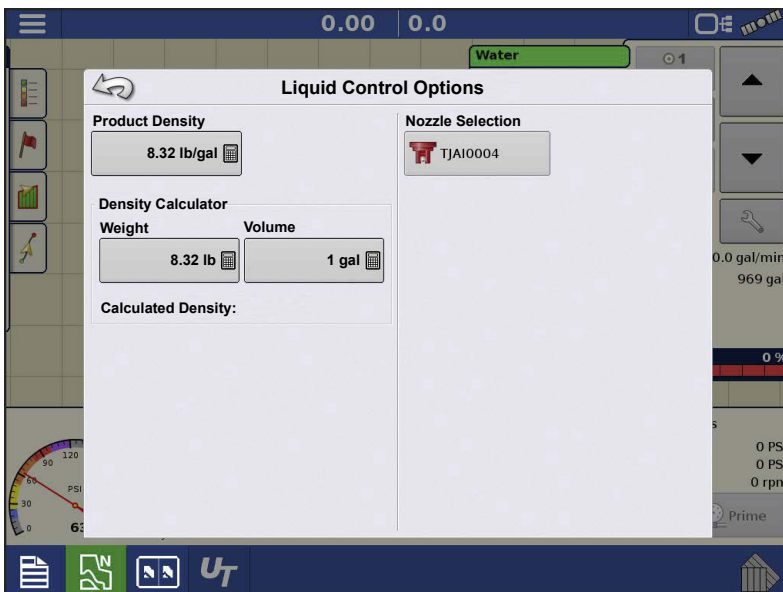 0.00 0.0
Water
1
Liquid Control Options
Product Density
8.32 lb/gal
Nozzle Selection
TJAI0004
Density Calculator
Weight Volume
8.32 lb 1 gal
Calculated Density:
0.0 gal/min
969 gal
0 %
0 PS
0 PS
0 rpm
Prime
120
90
60
PSI
30
0
N
UT